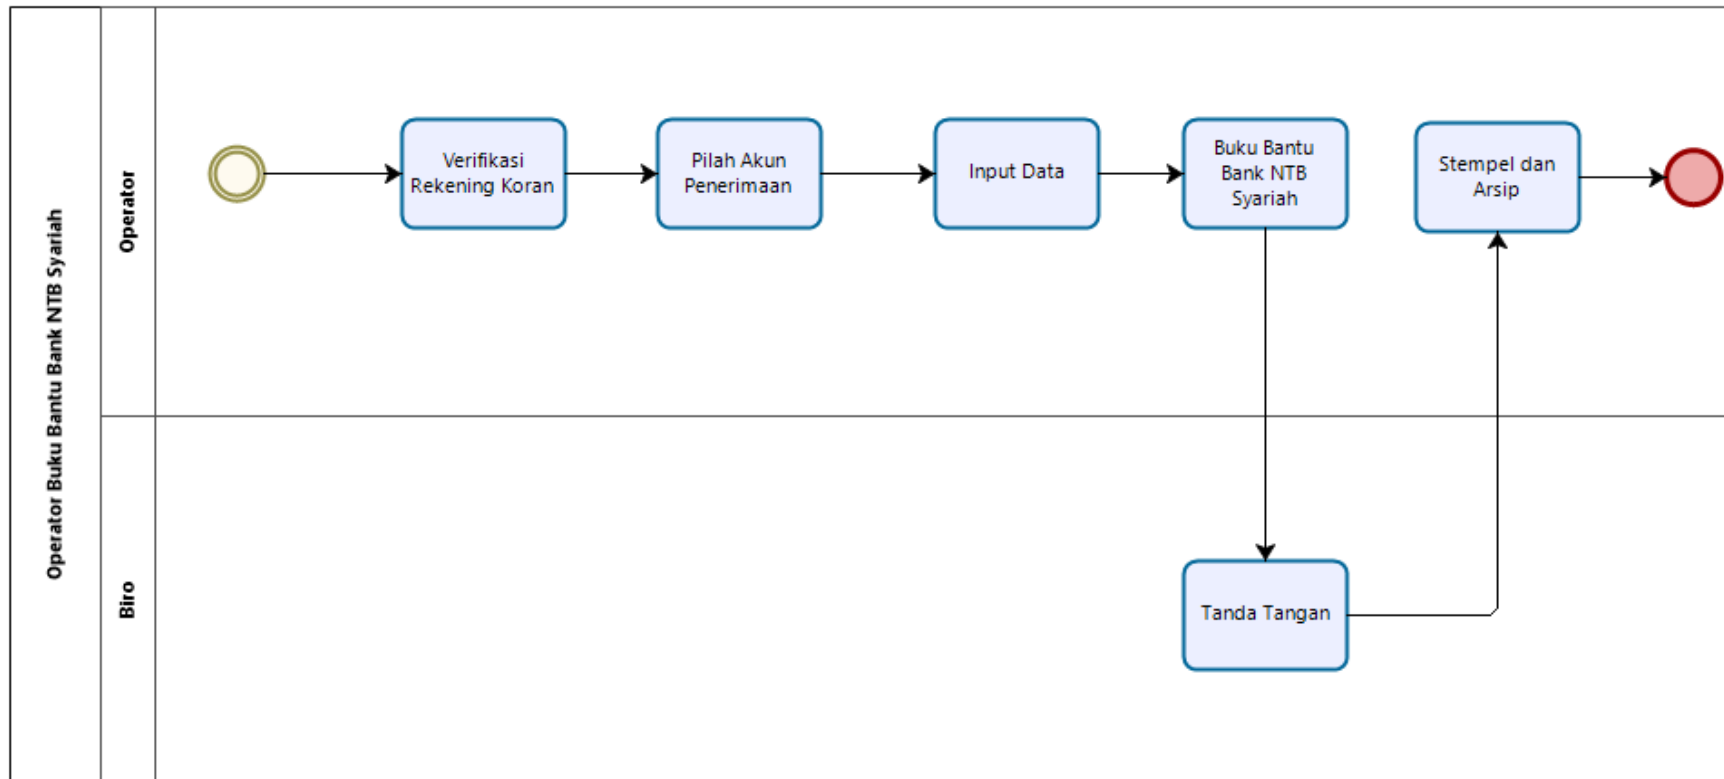 Operator Buku Bantu Bank NTB Syariah
Operator
Verifikasi
Rekening Koran
Pilah Akun
Penerimaan
Input Data
Buku Bantu
Bank NTB
Syariah
Stempel dan
Arsip
Biro
Tanda Tangan